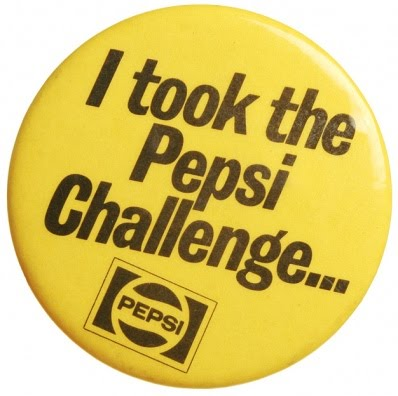 I took the
Pepsi
Challenge...
PEPSI